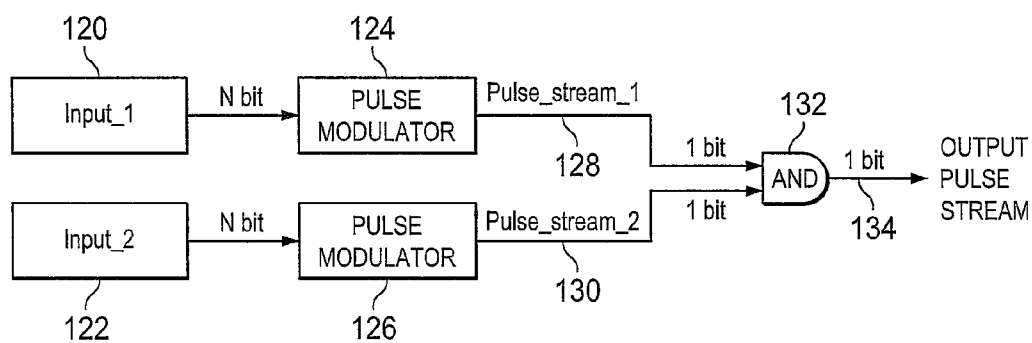 120
124
Input_1
N bit
PULSE
MODULATOR
Pulse_stream_1
128
132
1 bit
AND
1 bit
1 bit
134
OUTPUT
PULSE
STREAM
Input_2
N bit
PULSE
MODULATOR
Pulse_stream_2
130
122
126